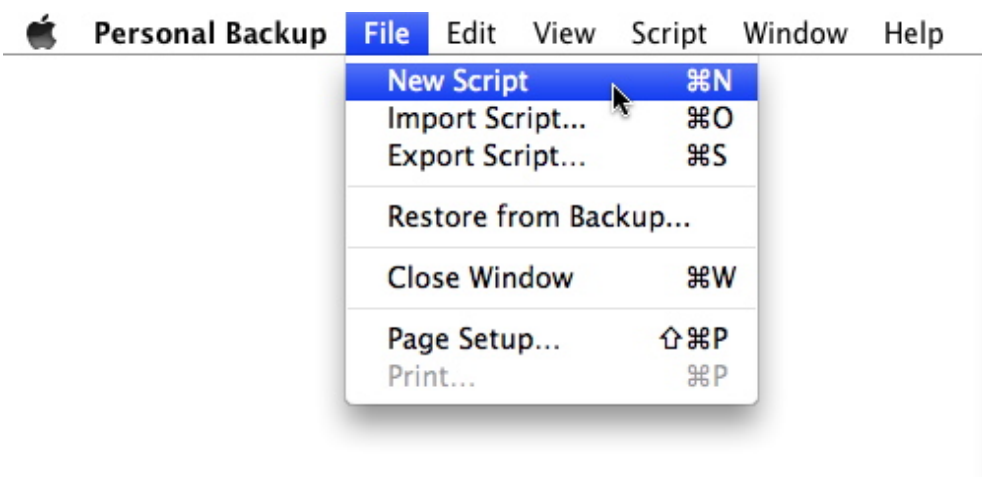 Personal Backup File Edit View Script Window Help
New Script ⌘N
Import Script... ⌘O
Export Script... ⌘S
Restore from Backup...
Close Window ⌘W
Page Setup... ⇧⌘P
Print... ⌘P